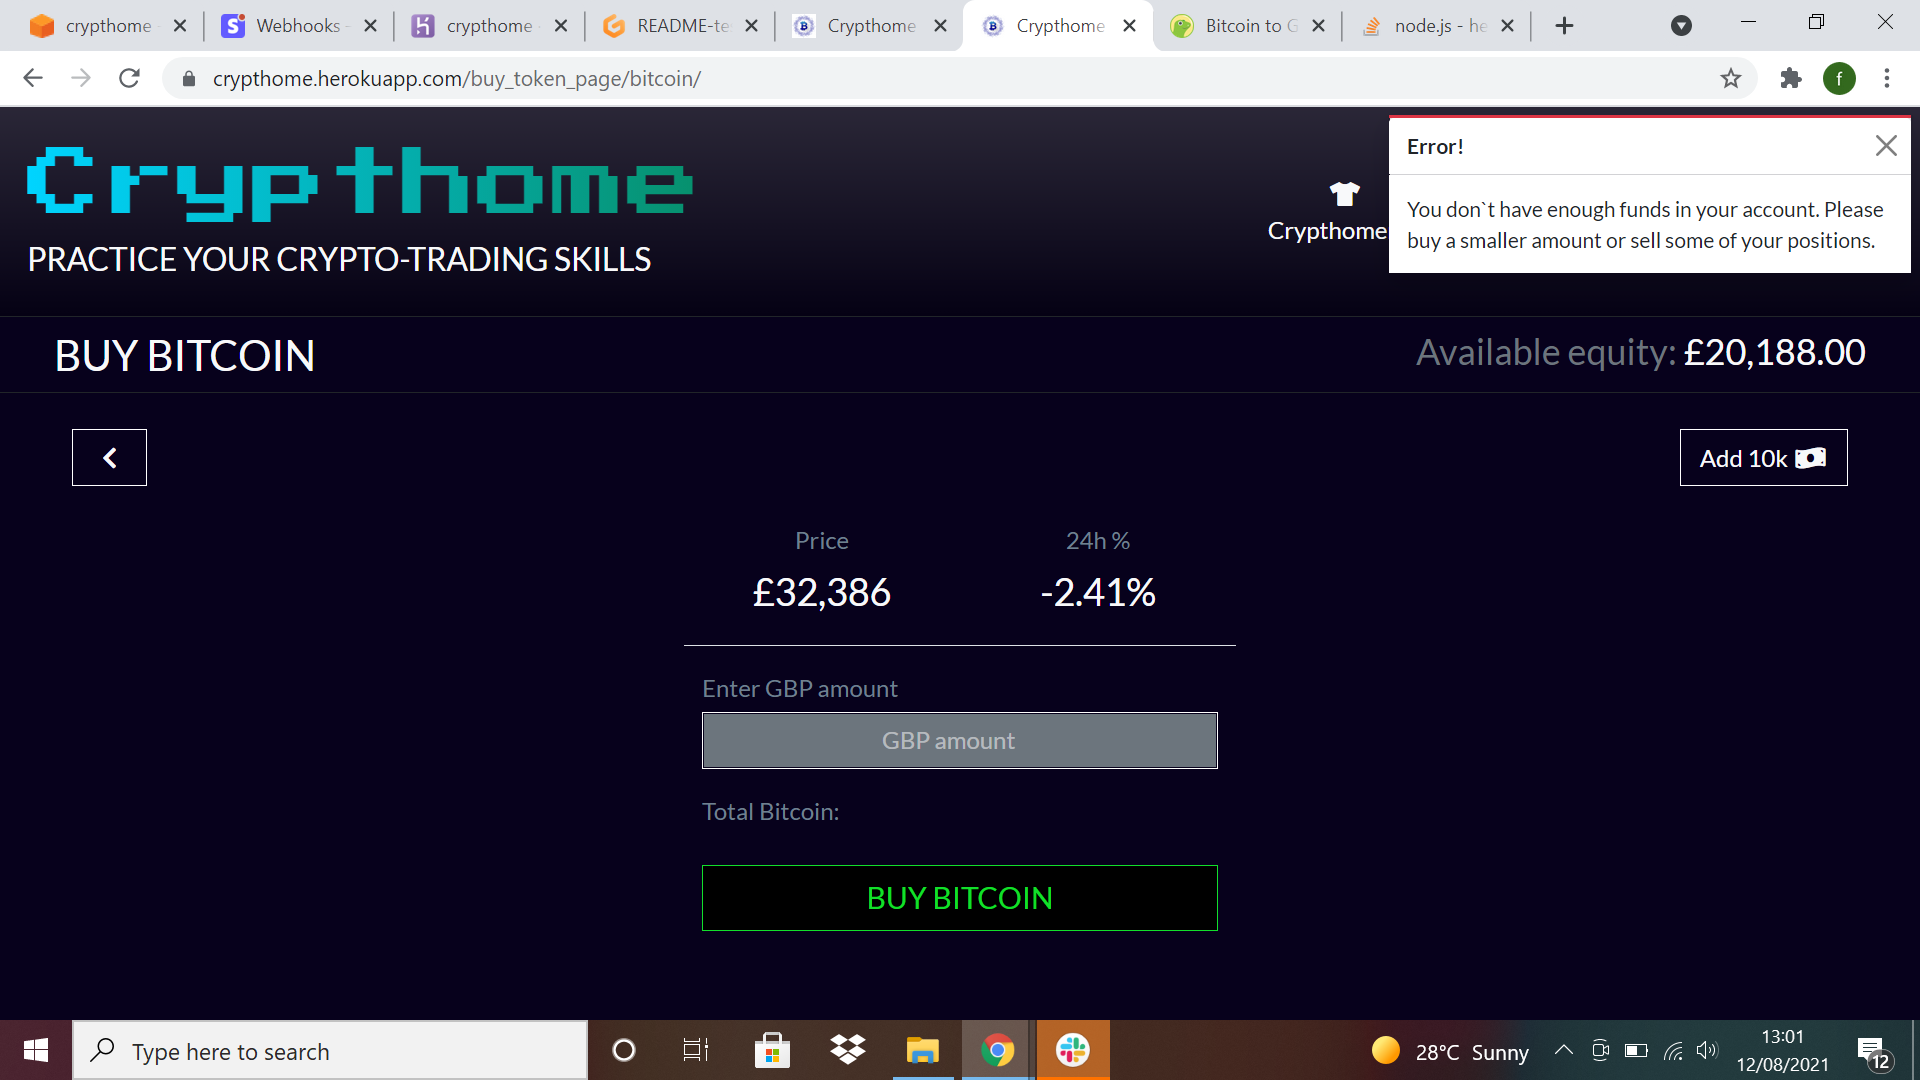 crypthome
Webhooks -
crypthome
README-te
Crypthome
Crypthome
Bitcoin to G
node.js - he
crypthome.herokuapp.com/buy_token_page/bitcoin/
f
Crypthome
PRACTICE YOUR CRYPTO-TRADING SKILLS
Crypthome
Error!
You don`t have enough funds in your account. Please
buy a smaller amount or sell some of your positions.
BUY BITCOIN
Available equity: £20,188.00
Add 10k
Price
24h %
£32,386
-2.41%
Enter GBP amount
GBP amount
Total Bitcoin:
BUY BITCOIN
Type here to search
28°C Sunny
13:01
12/08/2021
12